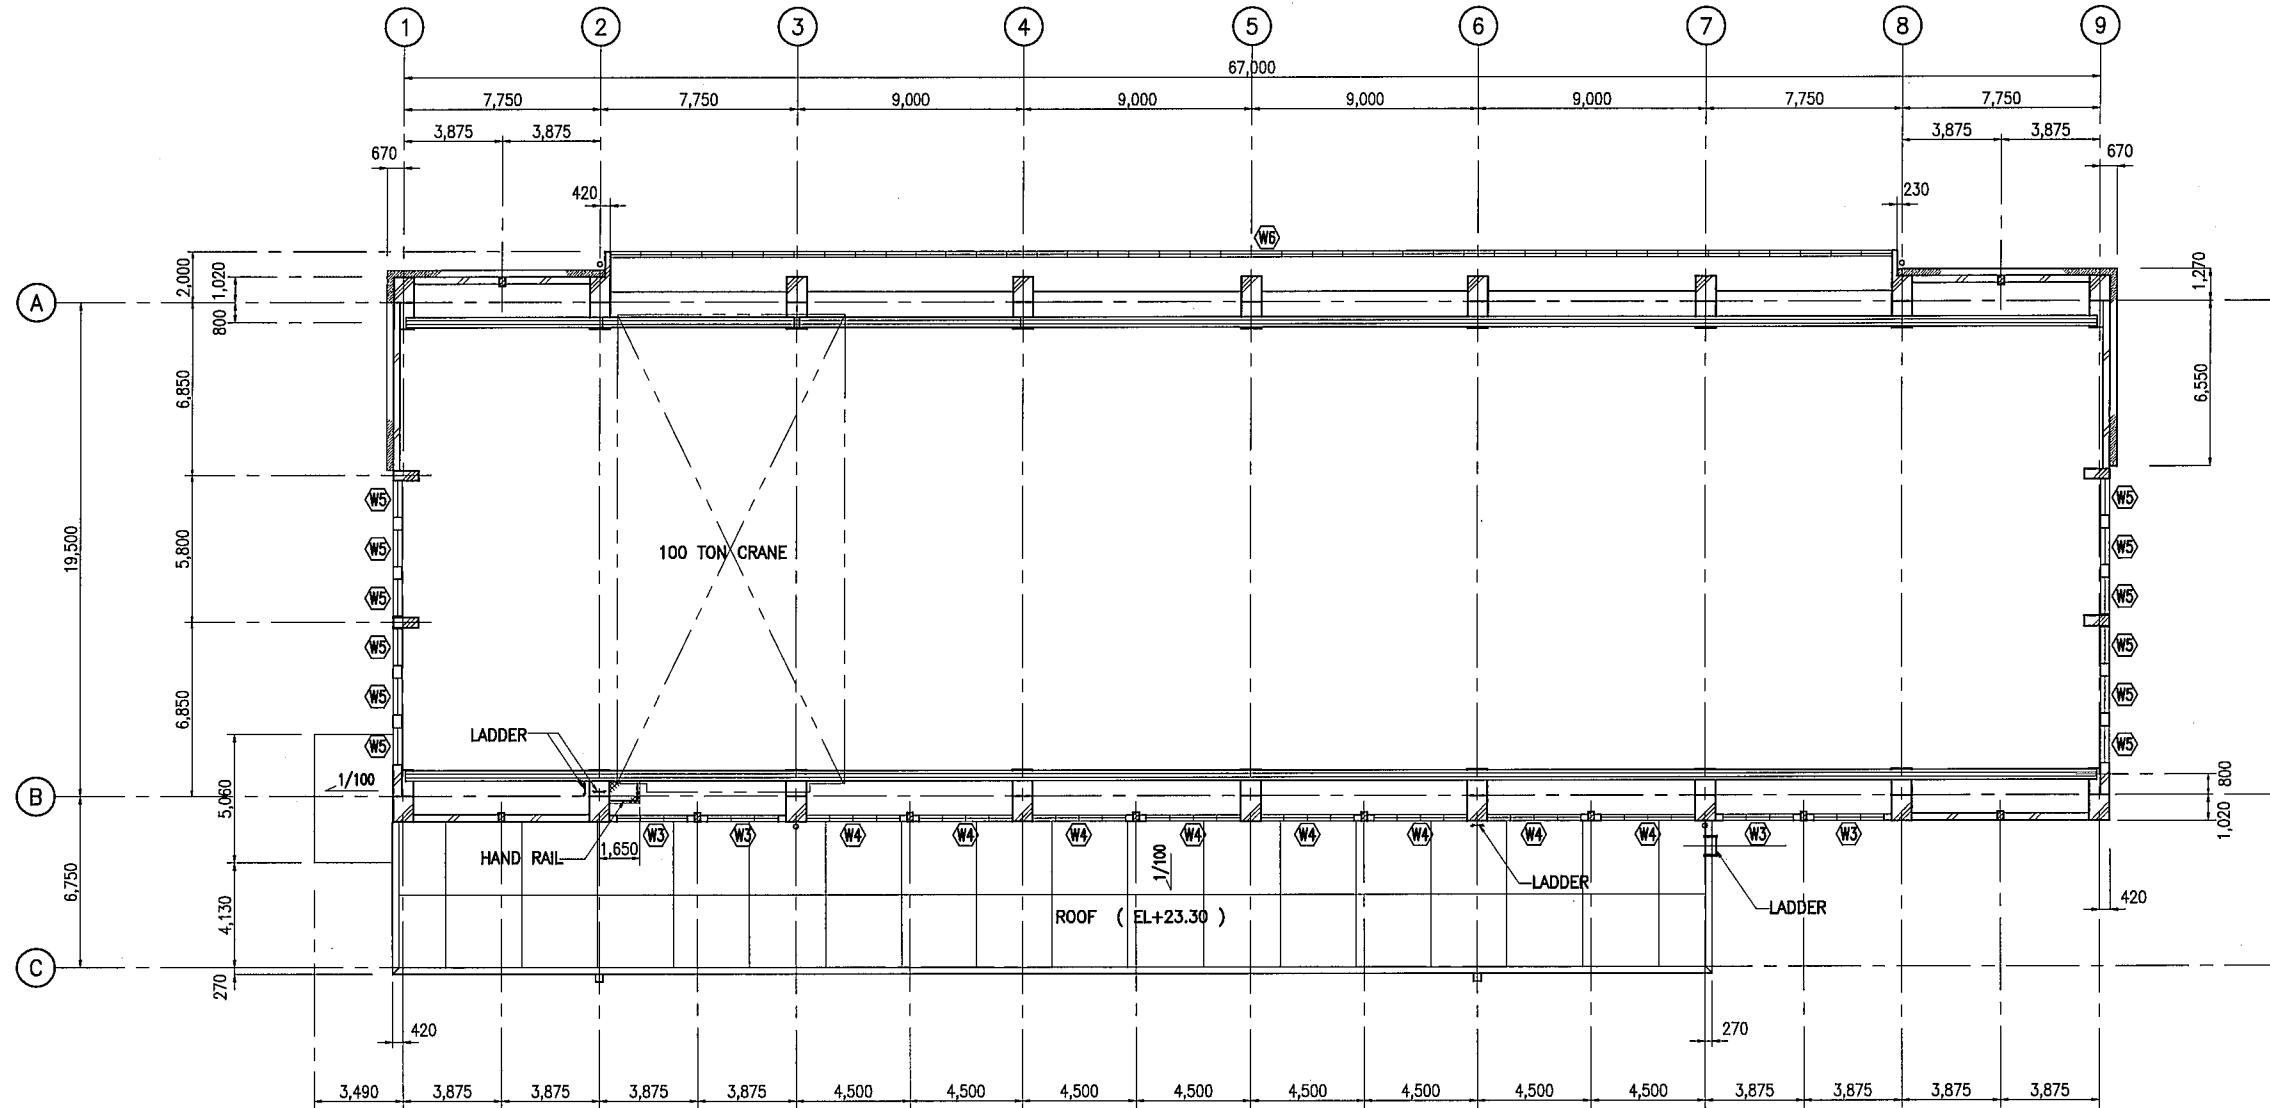 1 2 3 4 5 6 7 8 9
67,000
7,750 7,750 9,000 9,000 9,000 9,000 7,750 7,750
3,875 3,875 3,875 3,875
670 670
420 230
W6
2,000 1,020 1,270
A
800
6,850 6,550
W5 W5
19,500 5,800
W5 W5
100 TON CRANE
W5 W5
W5 W5
6,850
W5 W5
LADDER
W5 W5
1/100
5,060 800
B
1,020
W3 W3 W4 W4 W4 W4 W4 W4 W4 W4 W3 W3
HAND RAIL 1,650 1/100
LADDER
6,750 4,130 420
LADDER
ROOF ( EL+23.30 )
C
270
420 270
3,490 3,875 3,875 3,875 3,875 4,500 4,500 4,500 4,500 4,500 4,500 4,500 4,500 3,875 3,875 3,875 3,875